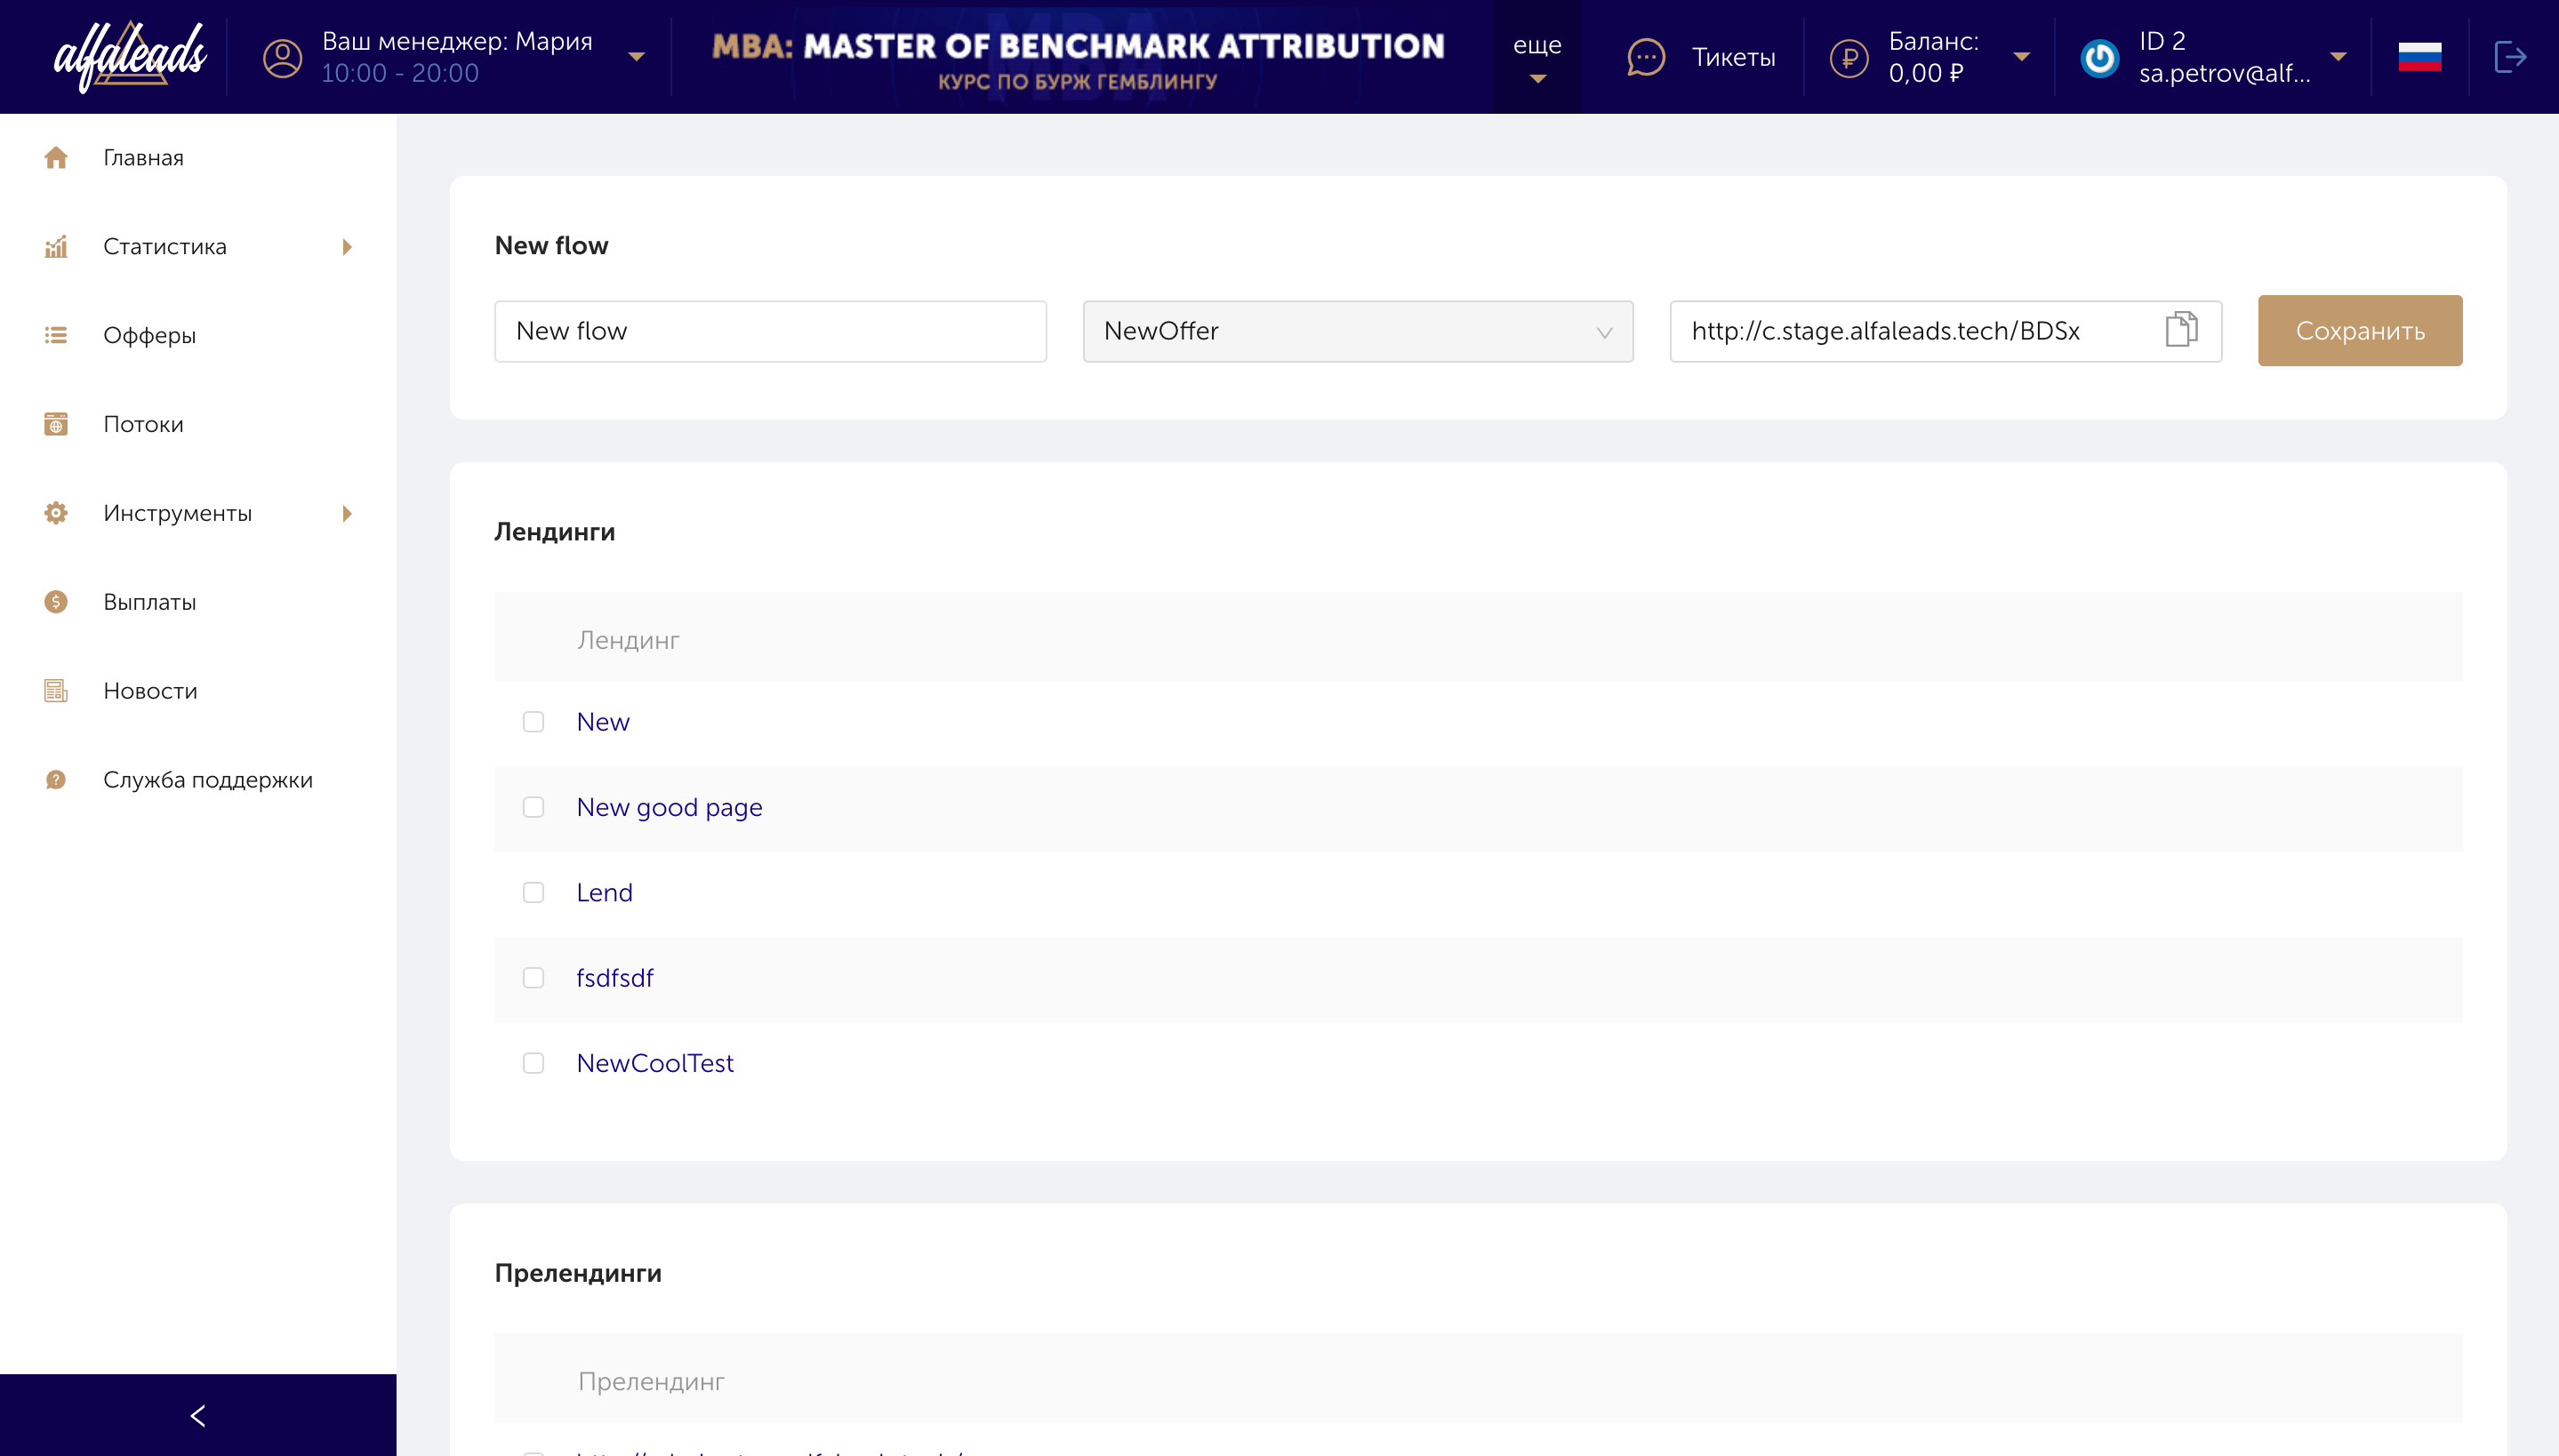 alfaleads
Ваш менеджер: Мария
10:00 - 20:00
MBA: MASTER OF BENCHMARK ATTRIBUTION
КУРС ПО БУРЖ ГЕМБЛИНГУ
еще
Тикеты
Баланс:
0,00 ₽
ID 2
sa.petrov@alf...
Главная
Статистика
Офферы
Потоки
Инструменты
Выплаты
Новости
Служба поддержки
New flow
New flow
NewOffer
http://c.stage.alfaleads.tech/BDSx
Сохранить
Лендинги
Лендинг
New
New good page
Lend
fsdfsdf
NewCoolTest
Прелендинги
Прелендинг